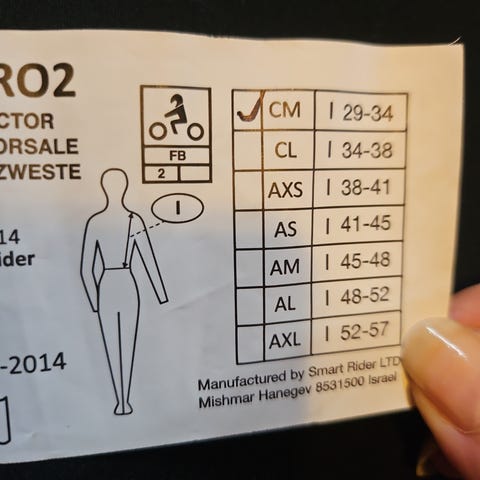 RO2
CTOR
ORSALE
ZWESTE
14
ider
-2014
FB
2
I
✓ CM I 29-34
CL I 34-38
AXS I 38-41
AS I 41-45
AM I 45-48
AL I 48-52
AXL I 52-57
Manufactured by Smart Rider LTD
Mishmar Hanegev 8531500 Israel